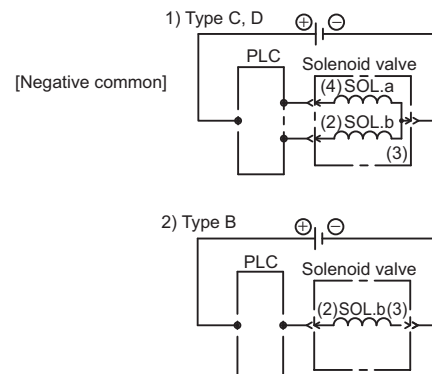 1) Type C, D
⊕ ⊖
PLC
Solenoid valve
[Negative common]
(4)SOL.a
(2)SOL.b
(3)
2) Type B
⊕ ⊖
PLC
Solenoid valve
(2)SOL.b(3)